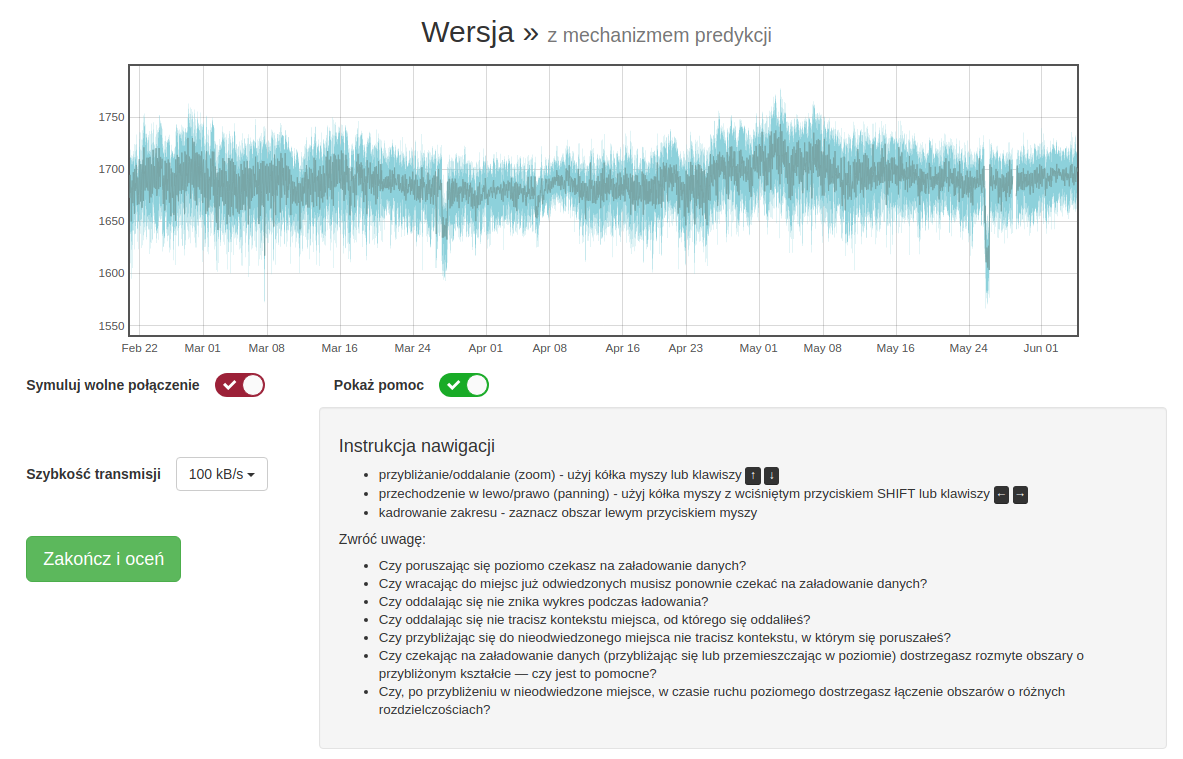 Wersja » z mechanizmem predykcji
1750
1700
1650
1600
1550
Feb 22 Mar 01 Mar 08 Mar 16 Mar 24 Apr 01 Apr 08 Apr 16 Apr 23 May 01 May 08 May 16 May 24 Jun 01
Symuluj wolne połączenie
Pokaż pomoc
Szybkość transmisji 100 kB/s
Zakończ i oceń
Instrukcja nawigacji
przybliżanie/oddalanie (zoom) - użyj kółka myszy lub klawiszy ↑ ↓
przechodzenie w lewo/prawo (panning) - użyj kółka myszy z wciśniętym przyciskiem SHIFT lub klawiszy ← →
kadrowanie zakresu - zaznacz obszar lewym przyciskiem myszy
Zwróć uwagę:
Czy poruszając się poziomo czekasz na załadowanie danych?
Czy wracając do miejsc już odwiedzonych musisz ponownie czekać na załadowanie danych?
Czy oddalając się nie znika wykres podczas ładowania?
Czy oddalając się nie tracisz kontekstu miejsca, od którego się oddaliłeś?
Czy przybliżając się do nieodwiedzonego miejsca nie tracisz kontekstu, w którym się poruszałeś?
Czy czekając na załadowanie danych (przybliżając się lub przemieszczając w poziomie) dostrzegasz rozmyte obszary o
przybliżonym kształcie — czy jest to pomocne?
Czy, po przybliżeniu w nieodwiedzone miejsce, w czasie ruchu poziomego dostrzegasz łączenie obszarów o różnych
rozdzielczościach?